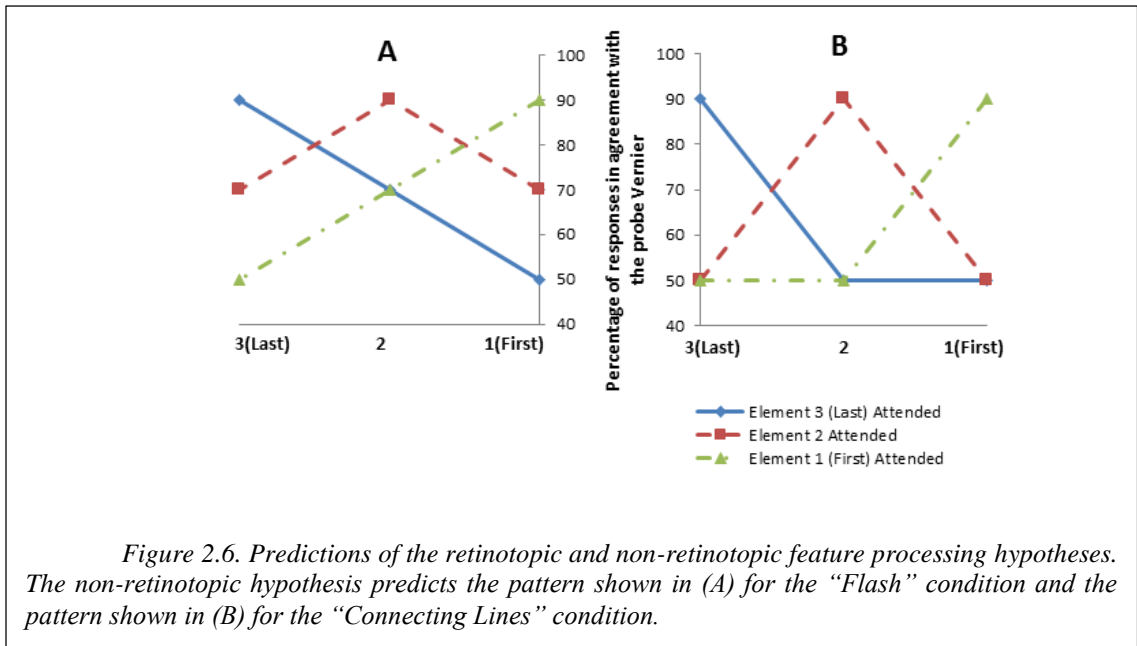 A
100
90
80
70
60
50
40
3(Last) 2 1(First)
Percentage of responses in agreement with
the probe Vernier
B
100
90
80
70
60
50
40
3(Last) 2 1(First)
Element 3 (Last) Attended
Element 2 Attended
Element 1 (First) Attended
Figure 2.6. Predictions of the retinotopic and non-retinotopic feature processing hypotheses.
The non-retinotopic hypothesis predicts the pattern shown in (A) for the “Flash” condition and the
pattern shown in (B) for the “Connecting Lines” condition.